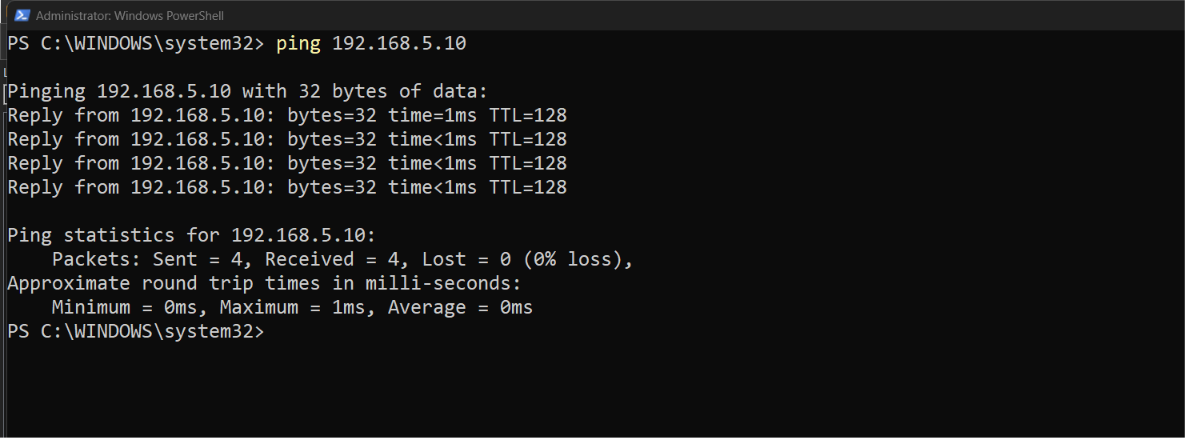 Administrator: Windows PowerShell
PS C:\WINDOWS\system32> ping 192.168.5.10
Pinging 192.168.5.10 with 32 bytes of data:
Reply from 192.168.5.10: bytes=32 time=1ms TTL=128
Reply from 192.168.5.10: bytes=32 time<1ms TTL=128
Reply from 192.168.5.10: bytes=32 time<1ms TTL=128
Reply from 192.168.5.10: bytes=32 time<1ms TTL=128
Ping statistics for 192.168.5.10:
    Packets: Sent = 4, Received = 4, Lost = 0 (0% loss),
Approximate round trip times in milli-seconds:
    Minimum = 0ms, Maximum = 1ms, Average = 0ms
PS C:\WINDOWS\system32>